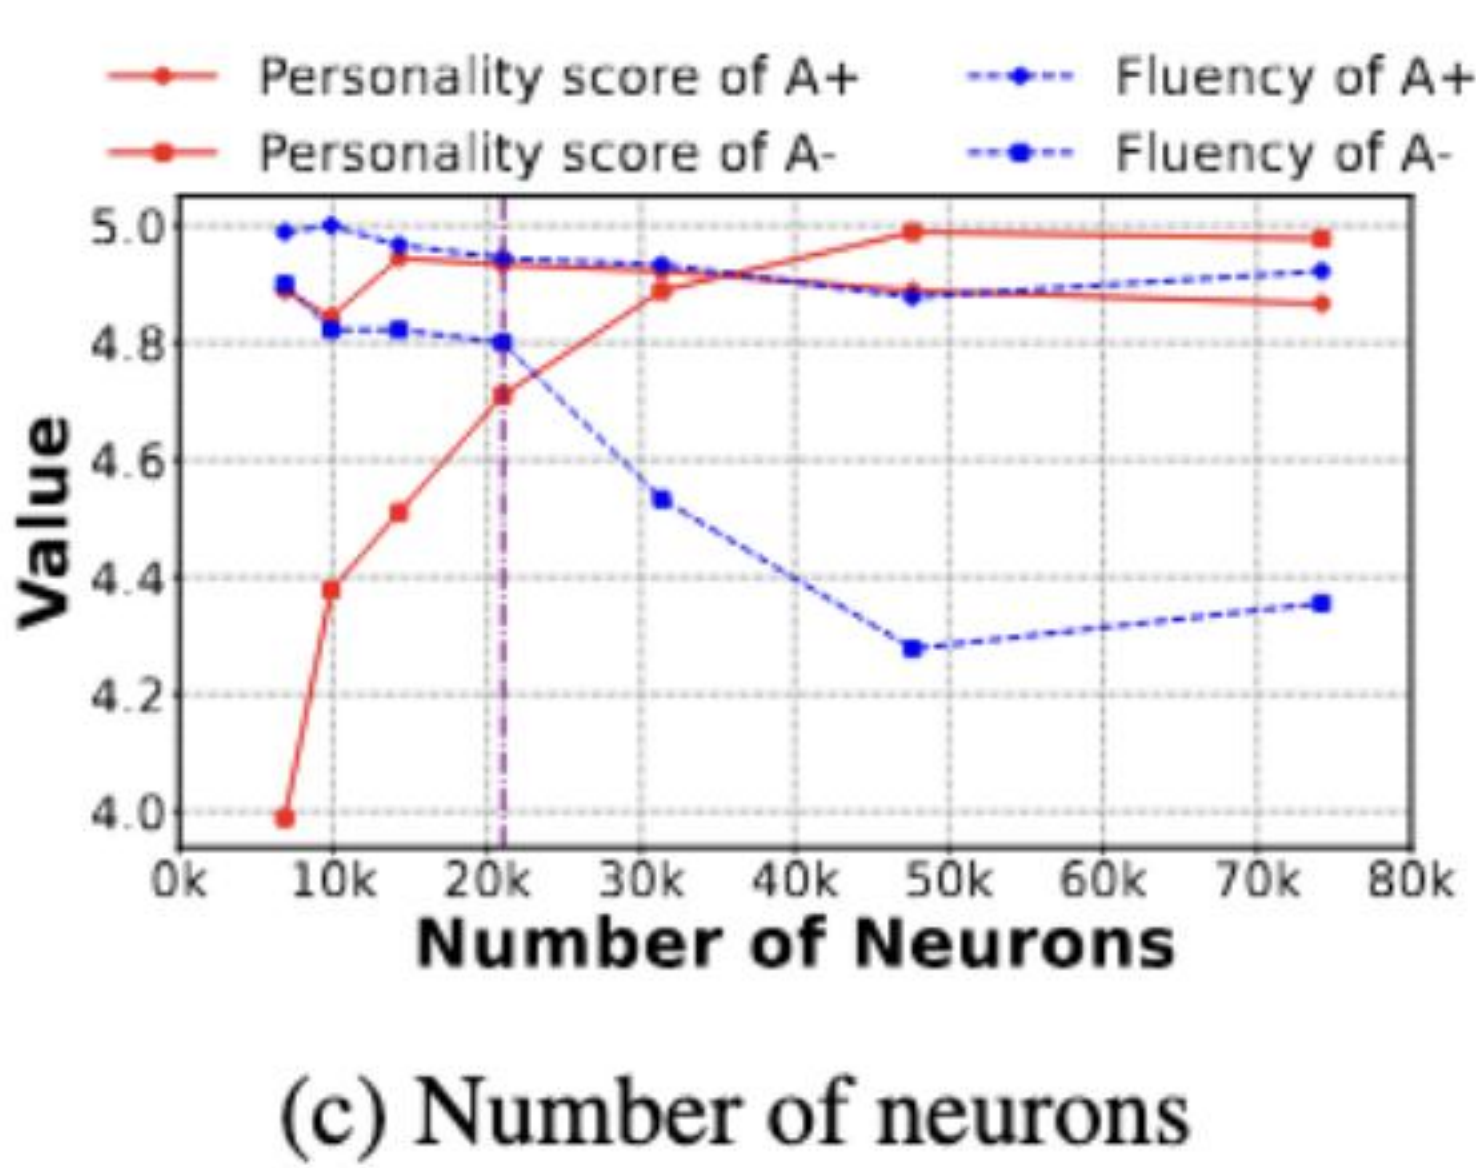 Personality score of A+ Fluency of A+
Personality score of A- Fluency of A-
5.0
4.8
4.6
4.4
4.2
4.0
Value
0k 10k 20k 30k 40k 50k 60k 70k 80k
Number of Neurons
(c) Number of neurons